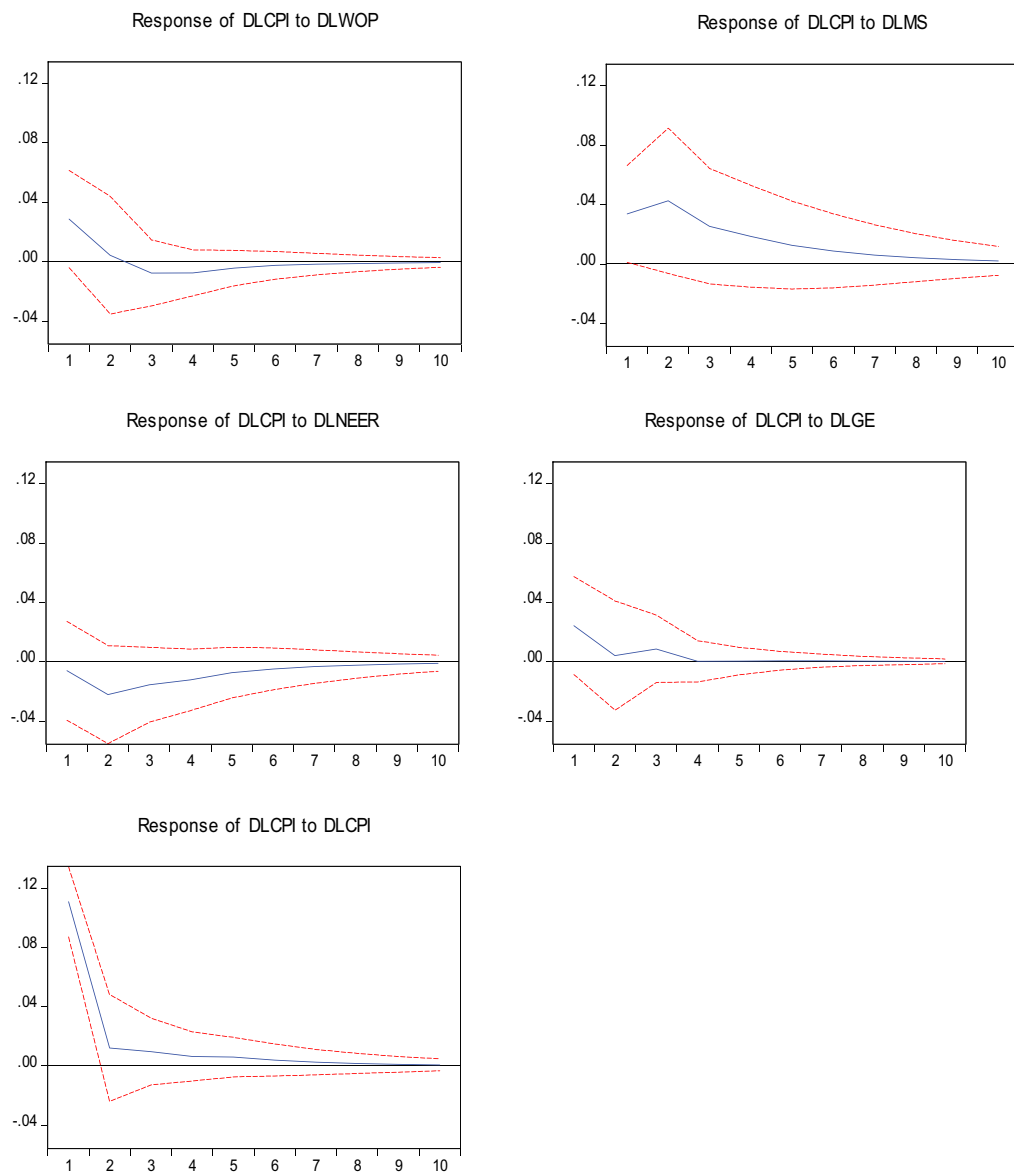 Response of DLCPI to DLWOP
.12
.08
.04
.00
-.04
1 2 3 4 5 6 7 8 9 10
Response of DLCPI to DLMS
.12
.08
.04
.00
-.04
1 2 3 4 5 6 7 8 9 10
Response of DLCPI to DLNEER
.12
.08
.04
.00
-.04
1 2 3 4 5 6 7 8 9 10
Response of DLCPI to DLGE
.12
.08
.04
.00
-.04
1 2 3 4 5 6 7 8 9 10
Response of DLCPI to DLCPI
.12
.08
.04
.00
-.04
1 2 3 4 5 6 7 8 9 10